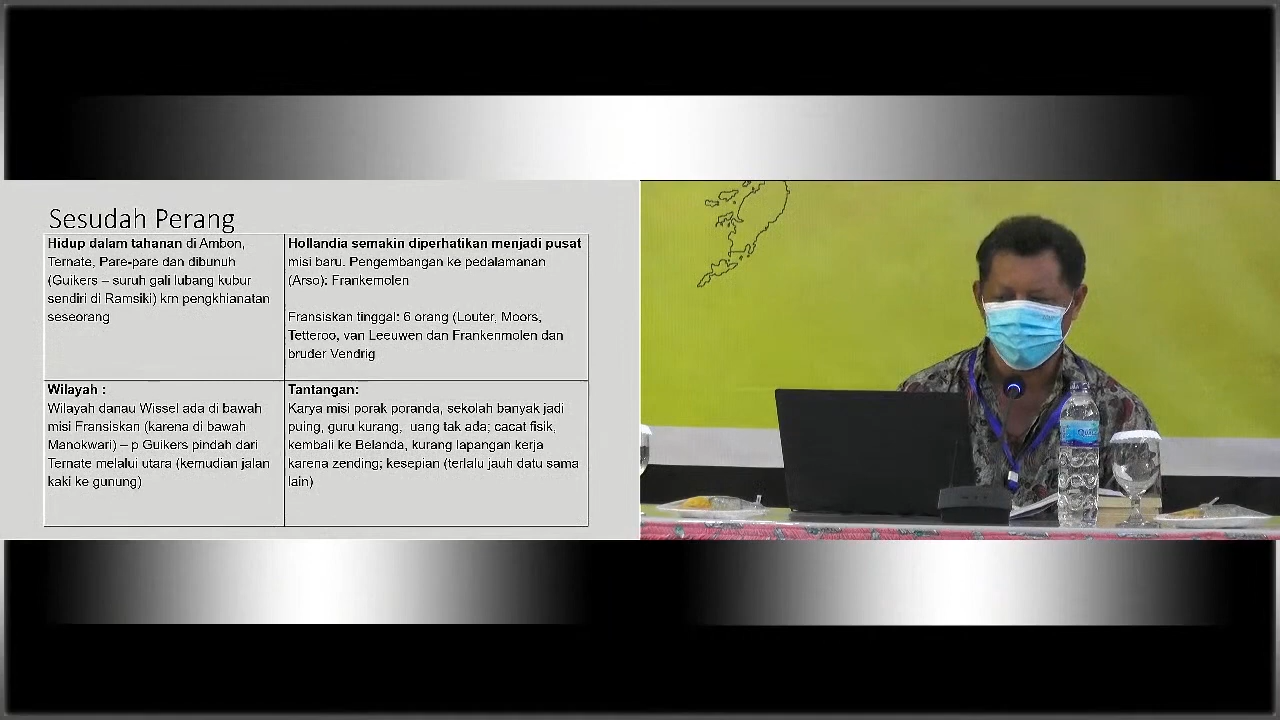 Sesudah Perang
Hidup dalam tahanan di Ambon,
Ternate, Pare-pare dan dibunuh
(Guikers – suruh gali lubang kubur
sendiri di Ramsiki) krn pengkhianatan
seseorang
Hollandia semakin diperhatikan menjadi pusat
misi baru. Pengembangan ke pedalamanan
(Arso): Frankemolen
Fransiskan tinggal: 6 orang (Louter, Moors,
Tetteroo, van Leeuwen dan Frankenmolen dan
bruder Vendrig
Wilayah :
Wilayah danau Wissel ada di bawah
misi Fransiskan (karena di bawah
Manokwari) – p Guikers pindah dari
Ternate melalui utara (kemudian jalan
kaki ke gunung)
Tantangan:
Karya misi porak poranda, sekolah banyak jadi
puing, guru kurang, uang tak ada; cacat fisik,
kembali ke Belanda, kurang lapangan kerja
karena zending; kesepian (terlalu jauh datu sama
lain)